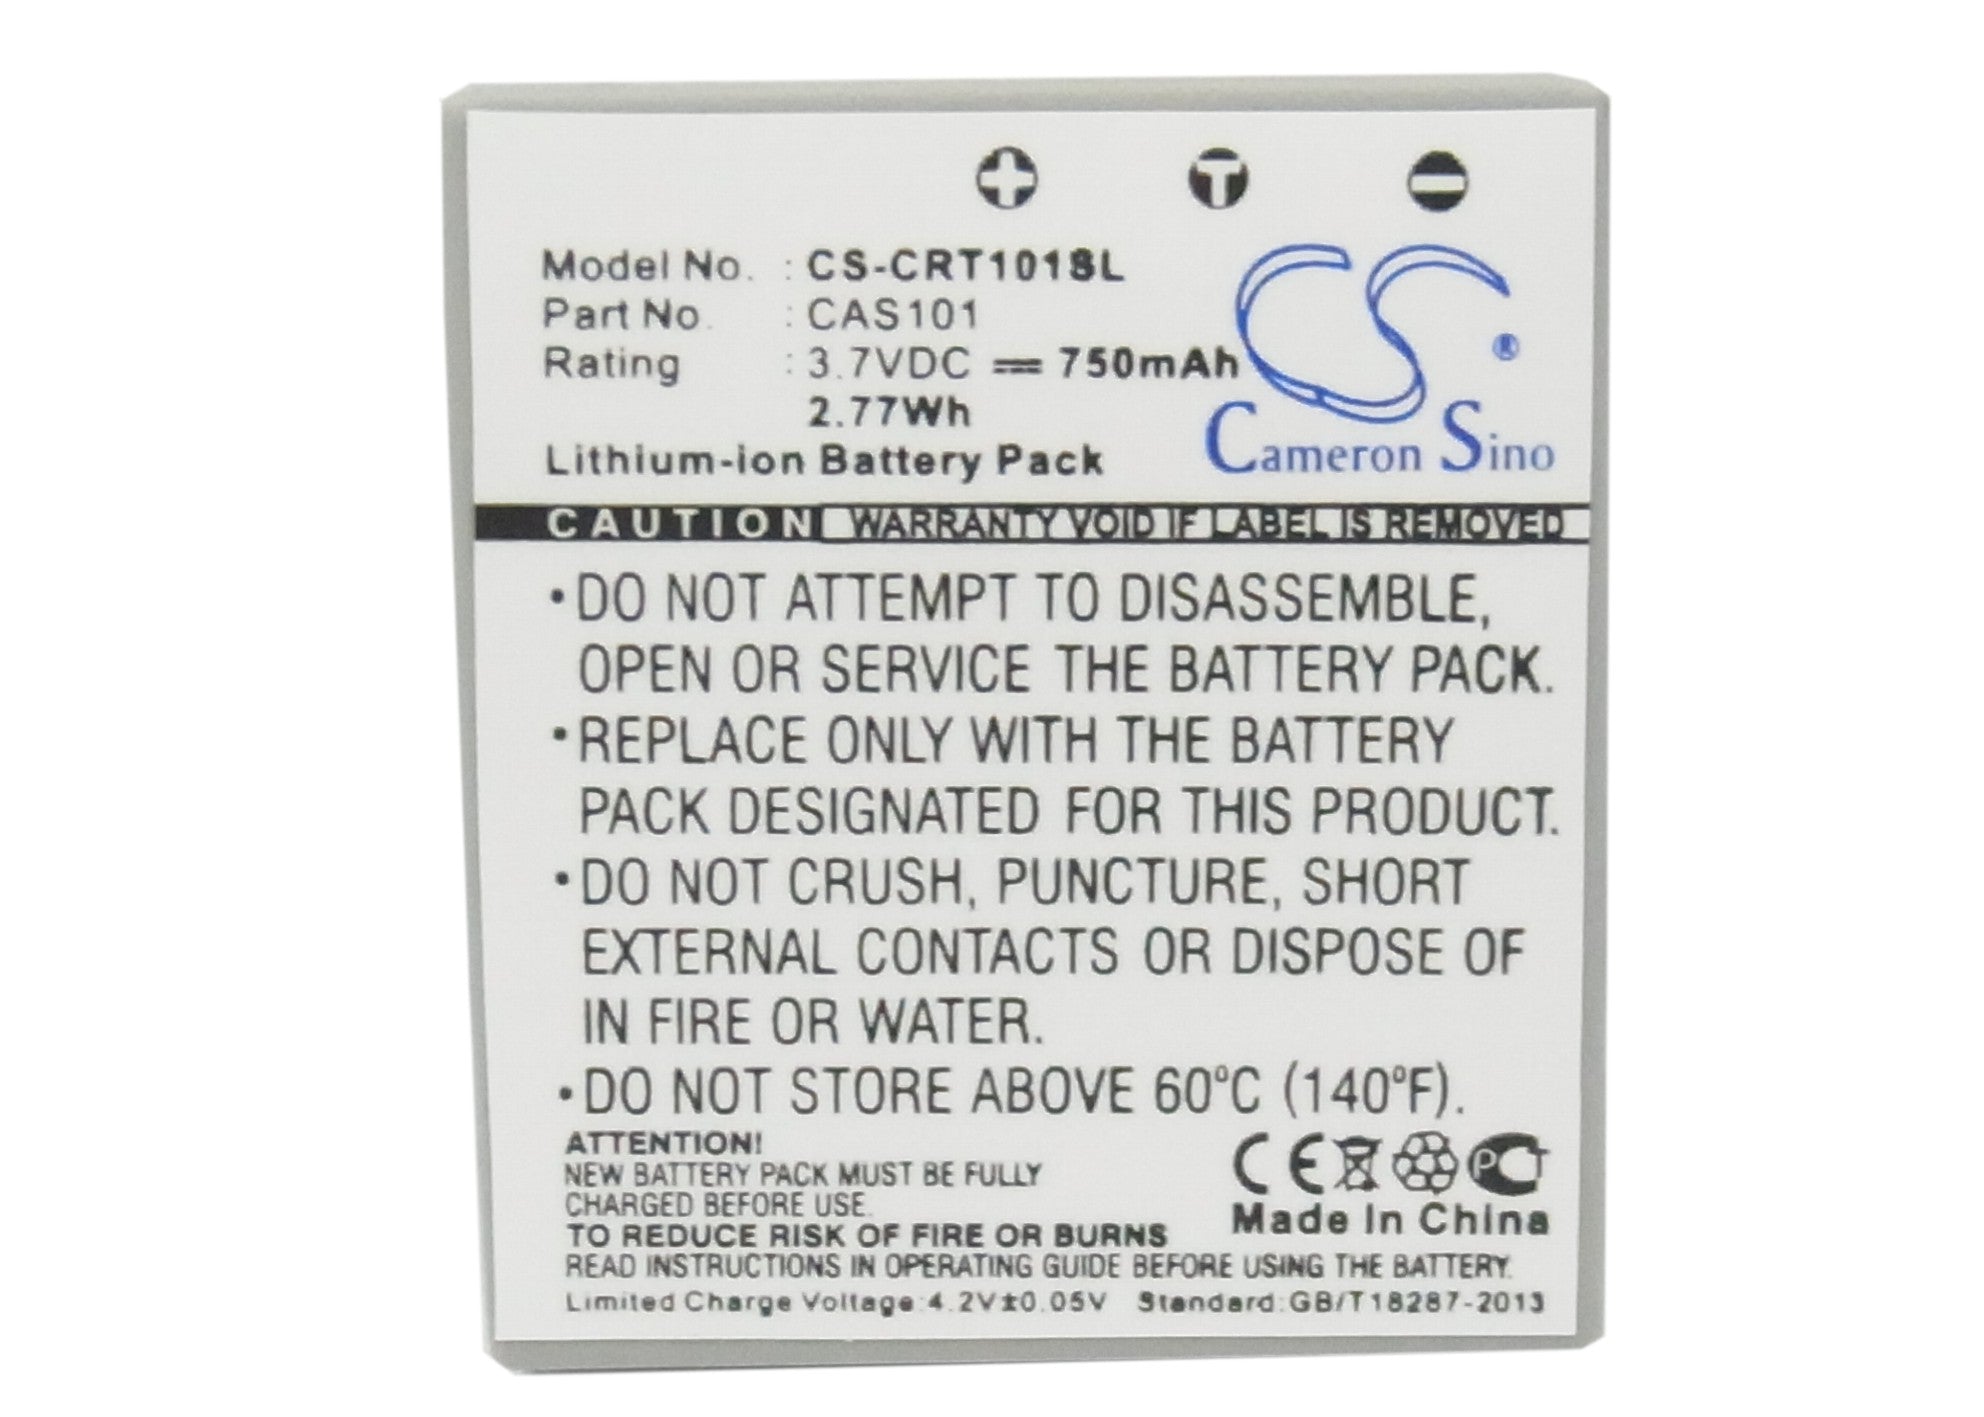 Model No. : CS-CRT101SL
Part No. : CAS101
Rating : 3.7VDC ⎓ 750mAh
2.77Wh
Lithium-ion Battery Pack
CS ®
Cameron Sino
CAUTION WARRANTY VOID IF LABEL IS REMOVED
•DO NOT ATTEMPT TO DISASSEMBLE,
OPEN OR SERVICE THE BATTERY PACK.
•REPLACE ONLY WITH THE BATTERY
PACK DESIGNATED FOR THIS PRODUCT.
•DO NOT CRUSH, PUNCTURE, SHORT
EXTERNAL CONTACTS OR DISPOSE OF
IN FIRE OR WATER.
•DO NOT STORE ABOVE 60°C (140°F).
ATTENTION!
NEW BATTERY PACK MUST BE FULLY
CHARGED BEFORE USE.
TO REDUCE RISK OF FIRE OR BURNS
READ INSTRUCTIONS IN OPERATING GUIDE BEFORE USING THE BATTERY.
CE PCT
Made In China
Limited Charge Voltage:4.2V±0.05V Standard:GB/T18287-2013